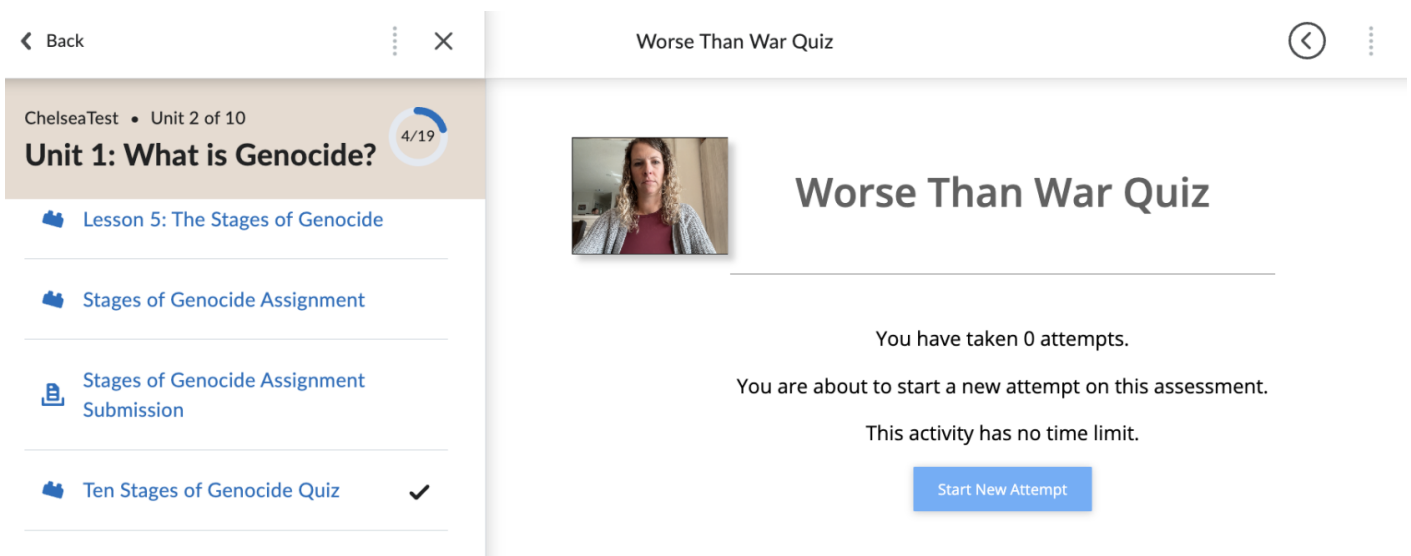 Back
ChelseaTest • Unit 2 of 10
Unit 1: What is Genocide?
4/19
Lesson 5: The Stages of Genocide
Stages of Genocide Assignment
Stages of Genocide Assignment
Submission
Ten Stages of Genocide Quiz
Worse Than War Quiz
Worse Than War Quiz
You have taken 0 attempts.
You are about to start a new attempt on this assessment.
This activity has no time limit.
Start New Attempt